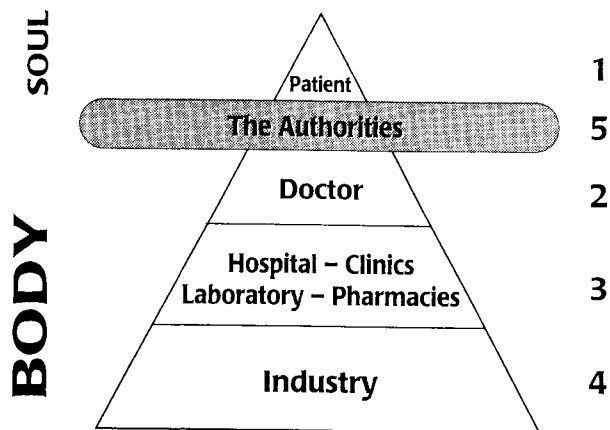 SOUL
Patient
1
The Authorities
5
Doctor
2
BODY
Hospital – Clinics
Laboratory – Pharmacies
3
Industry
4